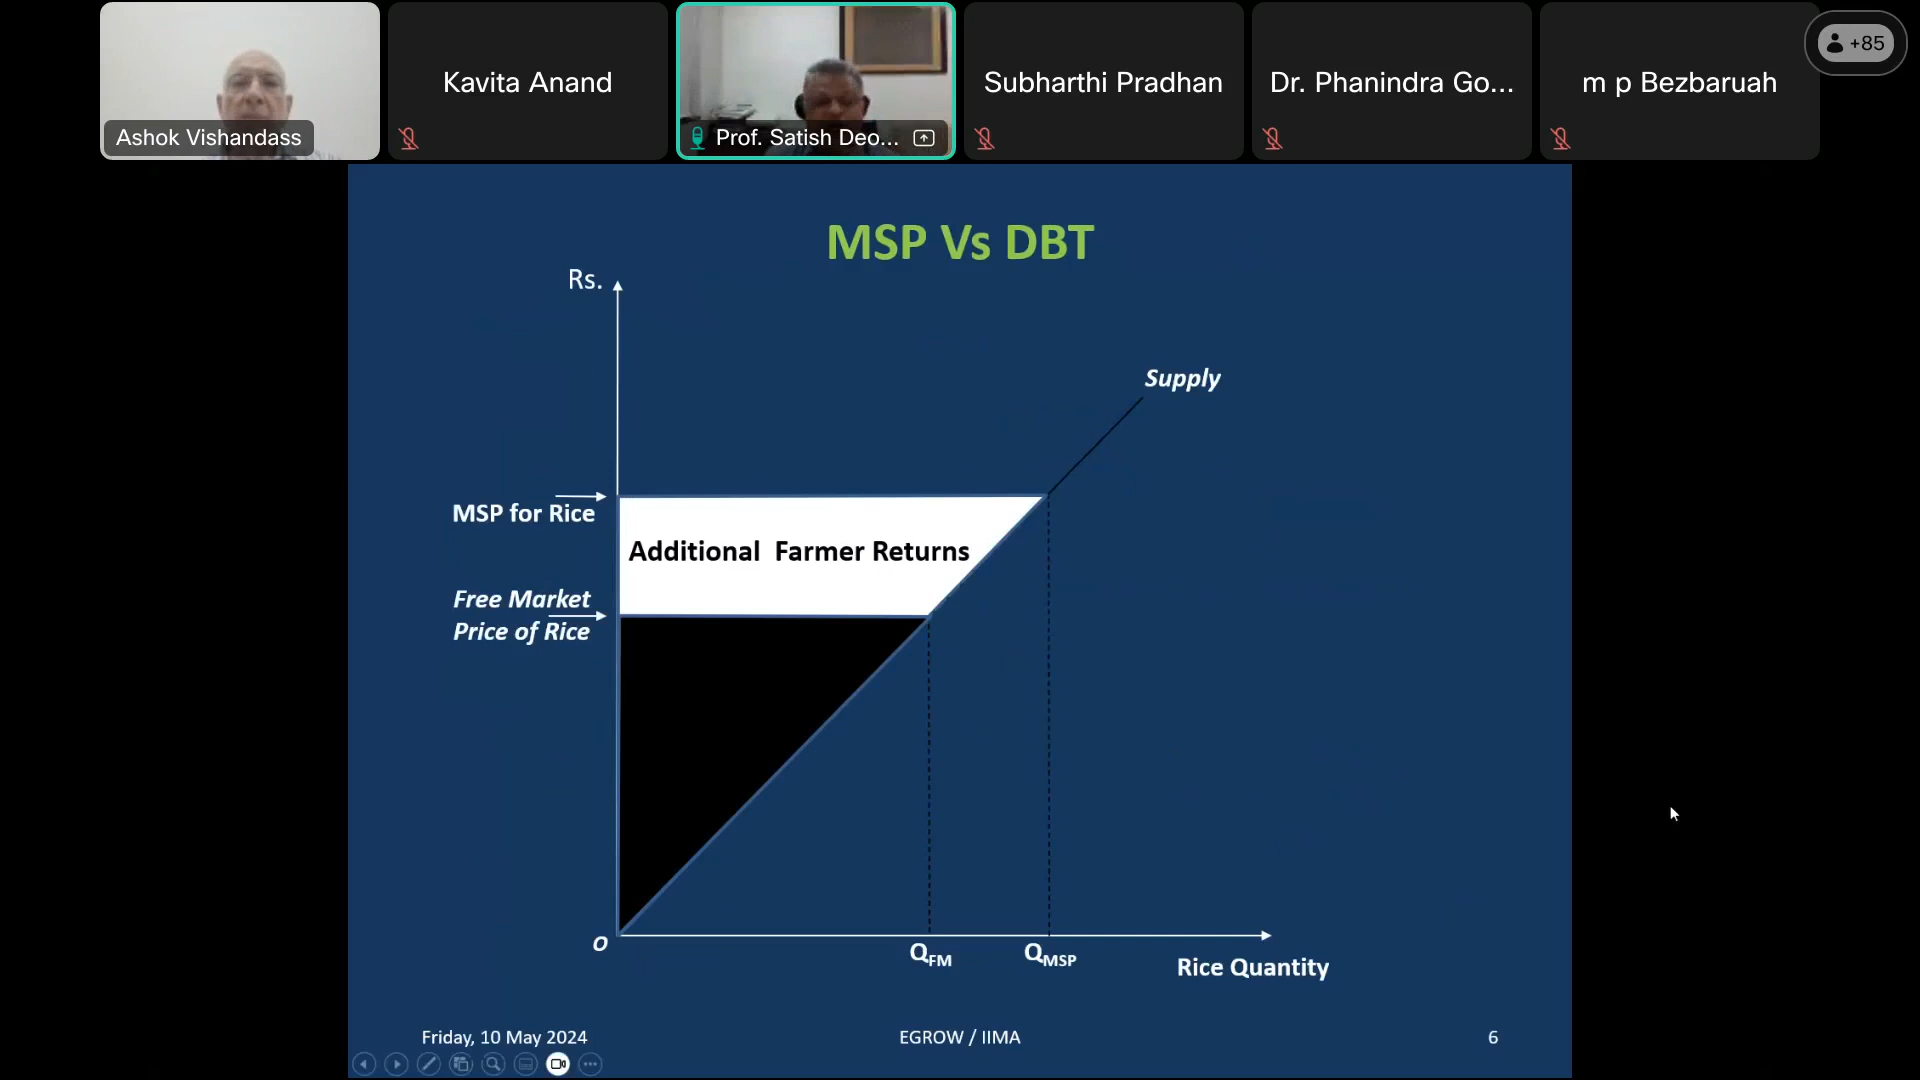 Ashok Vishandass
Kavita Anand
Prof. Satish Deo...
Subharthi Pradhan
Dr. Phanindra Go...
m p Bezbaruah
+85
MSP Vs DBT
Rs.
Supply
MSP for Rice
Additional Farmer Returns
Free Market
Price of Rice
O
QFM
QMSP
Rice Quantity
Friday, 10 May 2024
EGROW / IIMA
6